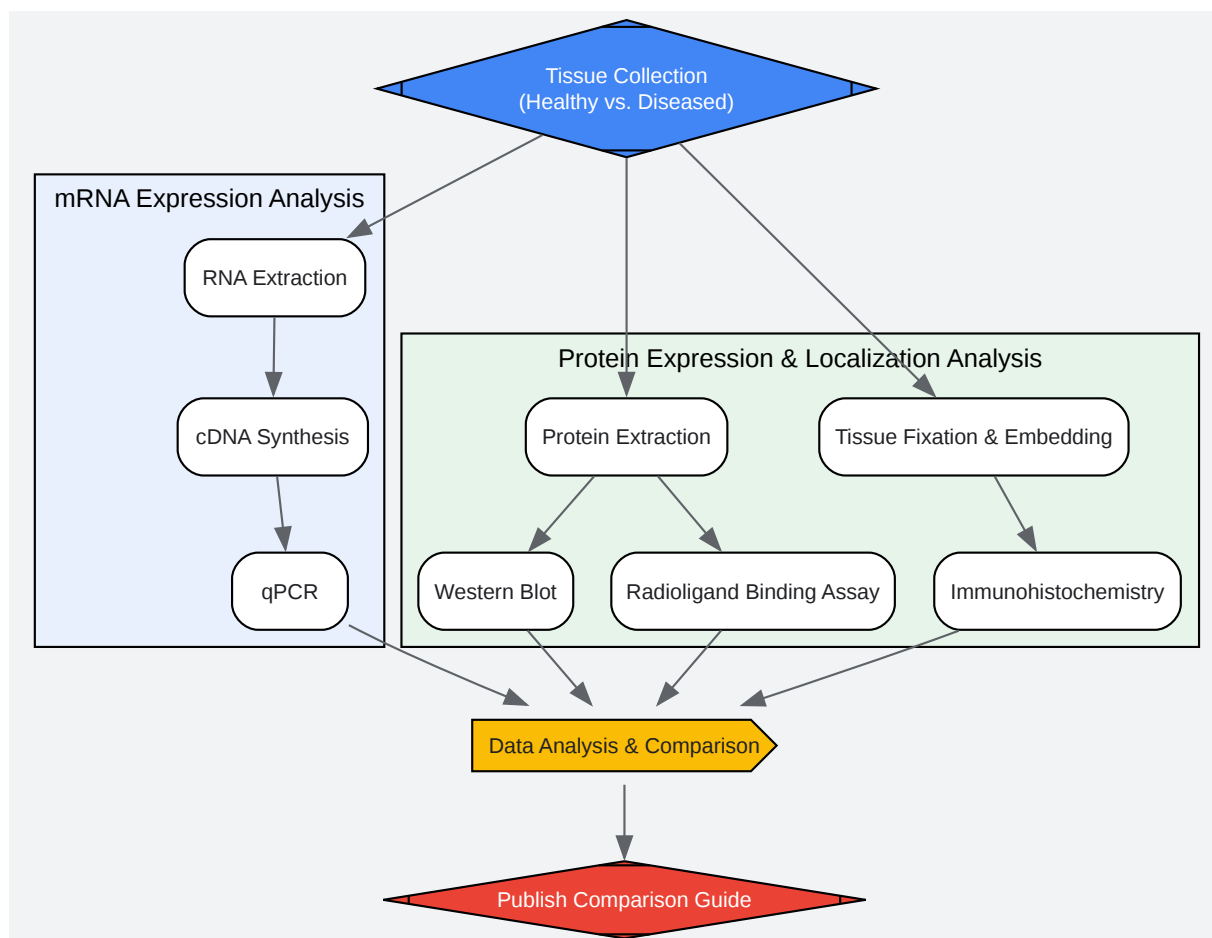 Tissue Collection
(Healthy vs. Diseased)
mRNA Expression Analysis
RNA Extraction
cDNA Synthesis
qPCR
Protein Expression & Localization Analysis
Protein Extraction
Tissue Fixation & Embedding
Western Blot
Radioligand Binding Assay
Immunohistochemistry
Data Analysis & Comparison
Publish Comparison Guide